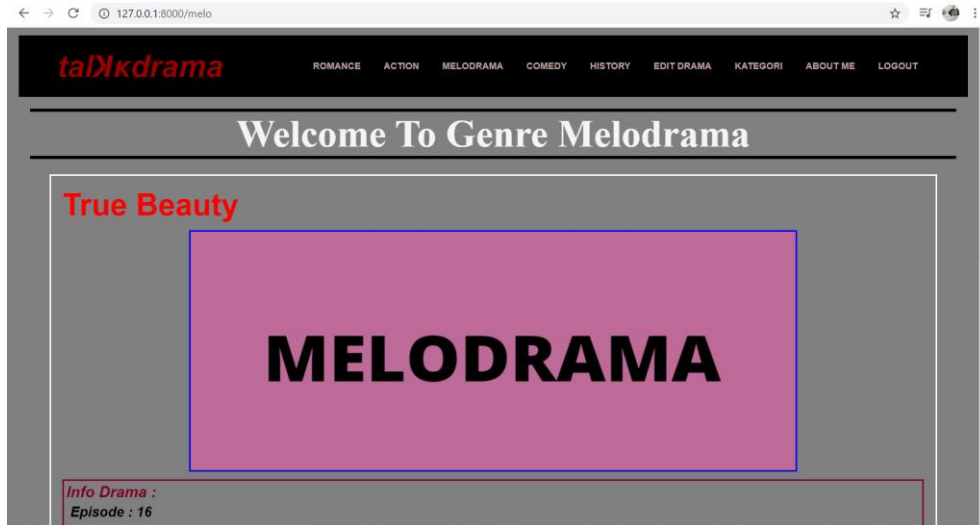 127.0.0.1:8000/melo
talꓘĸdrama
ROMANCE ACTION MELODRAMA COMEDY HISTORY EDIT DRAMA KATEGORI ABOUT ME LOGOUT
Welcome To Genre Melodrama
True Beauty
MELODRAMA
Info Drama :
Episode : 16